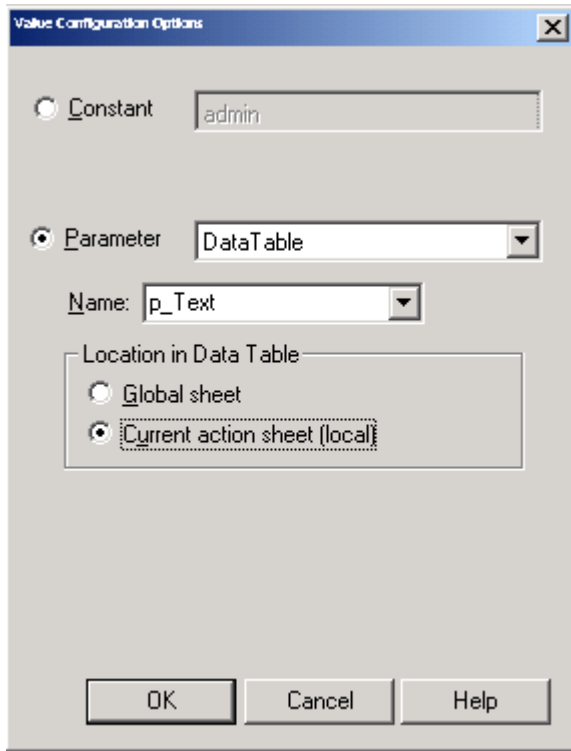 Value Configuration Options
Constant admin
Parameter DataTable
Name: p_Text
Location in Data Table
Global sheet
Current action sheet (local)
OK Cancel Help